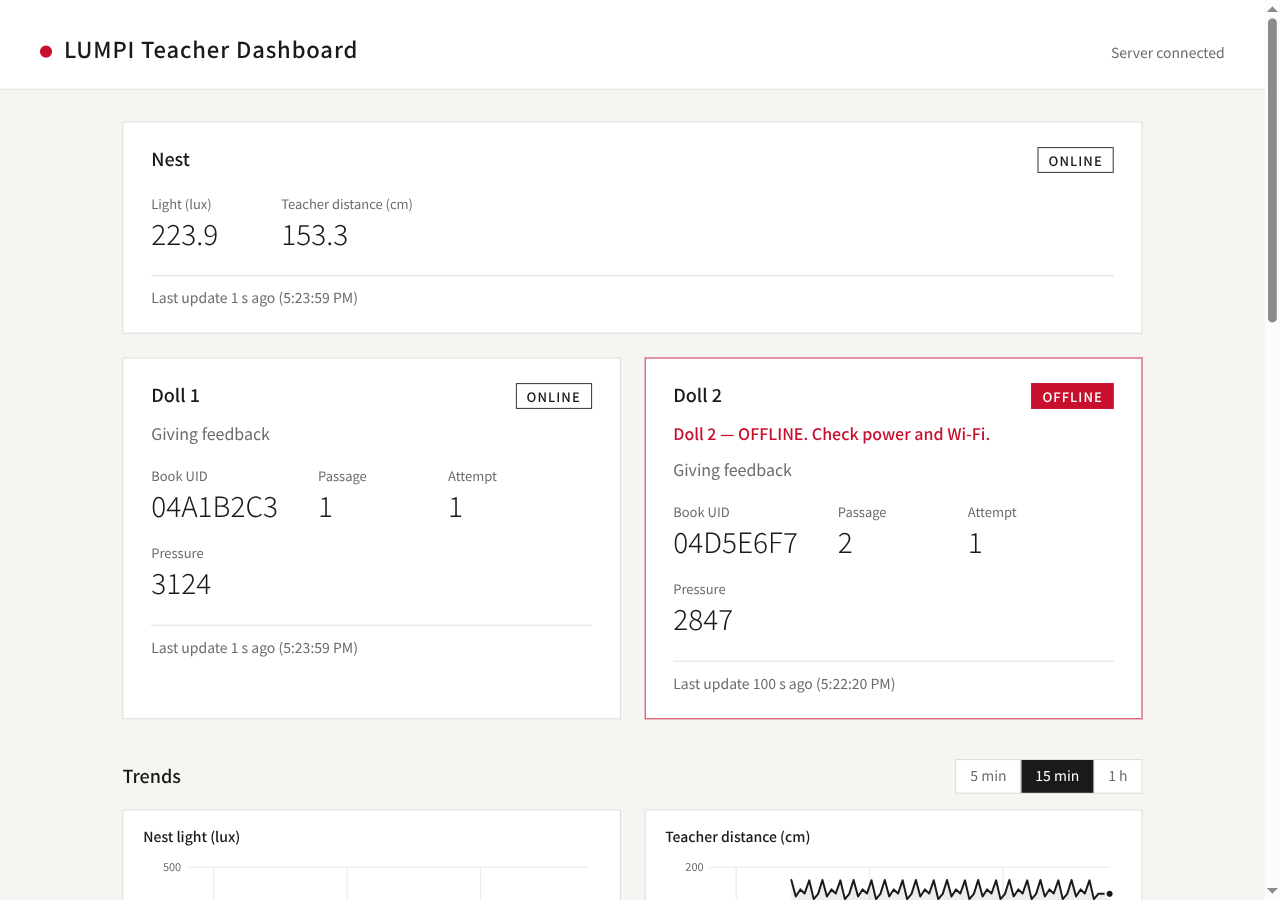 LUMPI Teacher Dashboard
Server connected
Nest
ONLINE
Light (lux)
Teacher distance (cm)
223.9
153.3
Last update 1 s ago (5:23:59 PM)
Doll 1
ONLINE
Giving feedback
Book UID
Passage
Attempt
04A1B2C3
1
1
Pressure
3124
Last update 1 s ago (5:23:59 PM)
Doll 2
OFFLINE
Doll 2 — OFFLINE. Check power and Wi-Fi.
Giving feedback
Book UID
Passage
Attempt
04D5E6F7
2
1
Pressure
2847
Last update 100 s ago (5:22:20 PM)
Trends
5 min
15 min
1 h
Nest light (lux)
500
Teacher distance (cm)
200